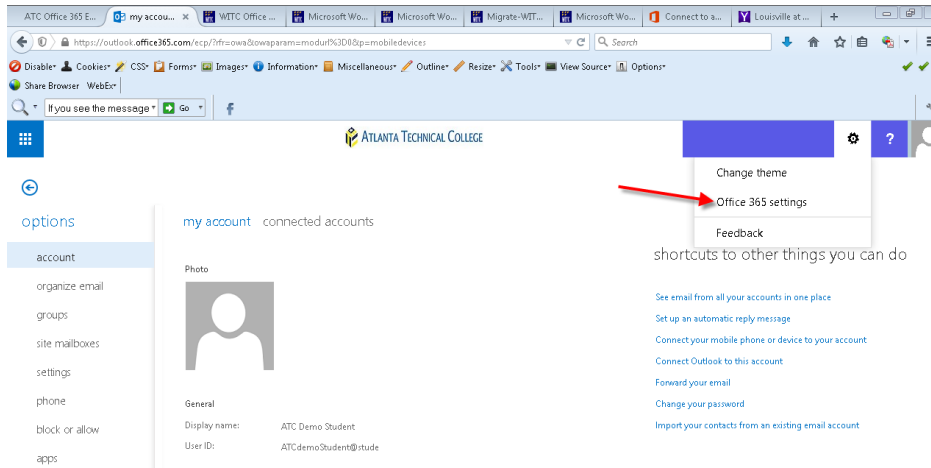 ATC Office 365 E...
my accou... ×
WITC Office ...
Microsoft Wo...
Microsoft Wo...
Migrate-WIT...
Microsoft Wo...
Connect to a...
Louisville at ...
+
https://outlook.office365.com/ecp/?rfr=owa&owaparam=modurl%3D0&p=mobiledevices
Search
Disable Cookies CSS Forms Images Information Miscellaneous Outline Resize Tools View Source Options
Share Browser WebEx
If you see the message Go
ATLANTA TECHNICAL COLLEGE
?
Change theme
Office 365 settings
Feedback
options
account
organize email
groups
site mailboxes
settings
phone
block or allow
apps
my account connected accounts
Photo
General
Display name: ATC Demo Student
User ID: ATCdemoStudent@stude
shortcuts to other things you can do
See email from all your accounts in one place
Set up an automatic reply message
Connect your mobile phone or device to your account
Connect Outlook to this account
Forward your email
Change your password
Import your contacts from an existing email account